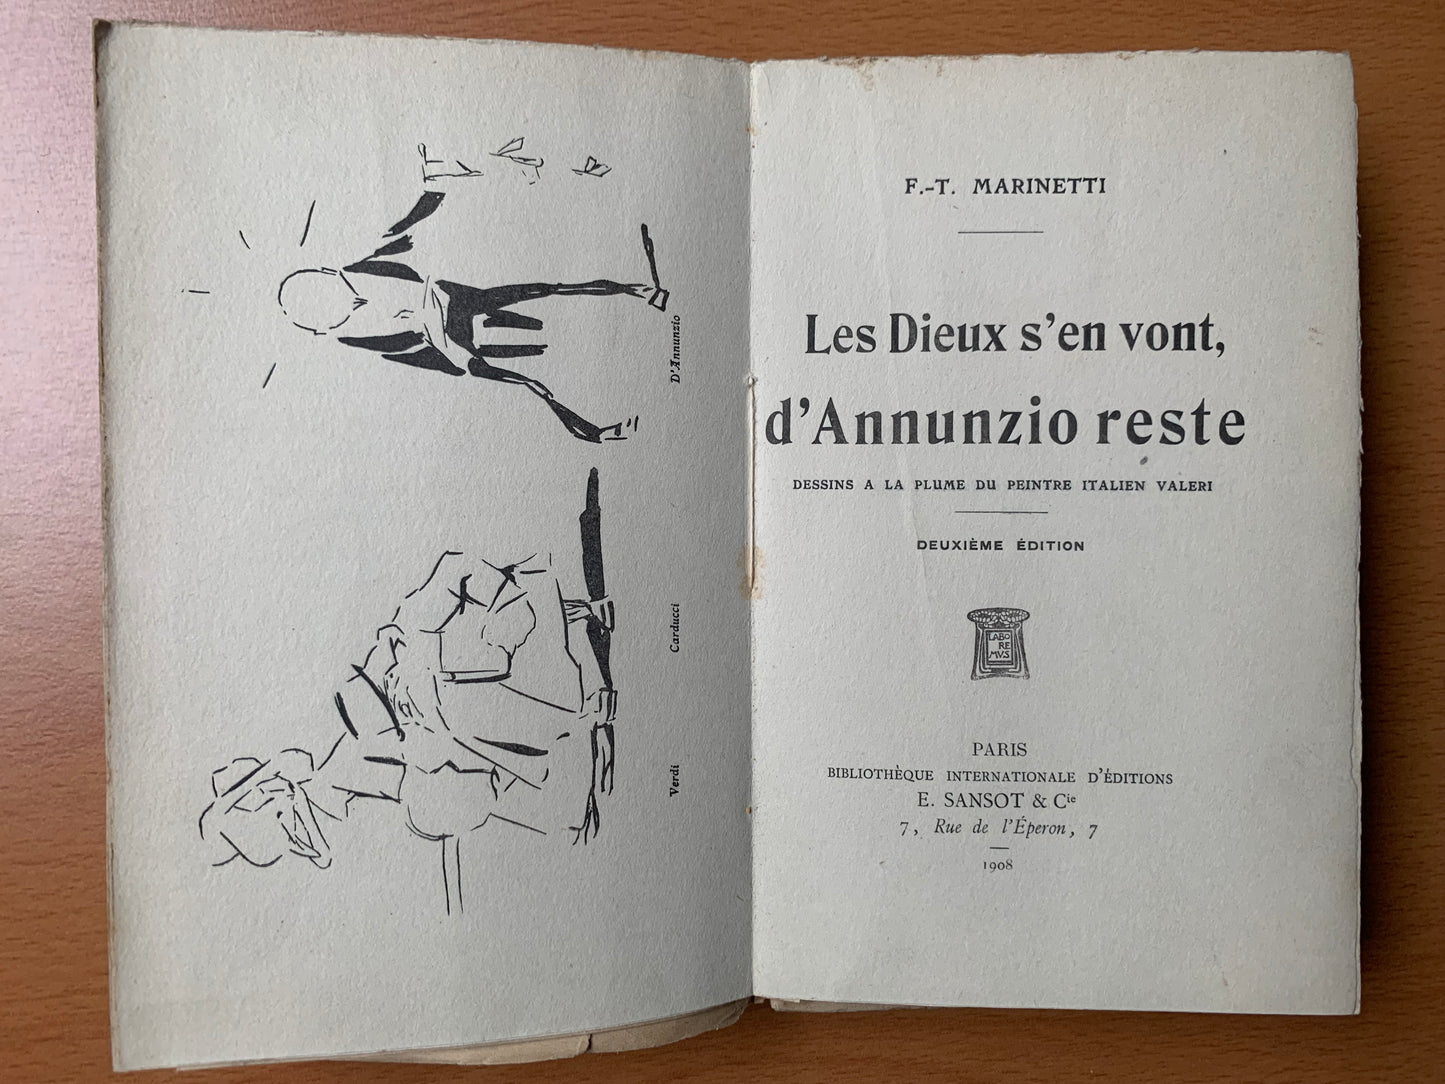 D'Annunzio
Carducci
Verdi
F.-T. MARINETTI
Les Dieux s'en vont,
d'Annunzio reste
DESSINS A LA PLUME DU PEINTRE ITALIEN VALERI
DEUXIÈME ÉDITION
LABO
RE
MVS
PARIS
BIBLIOTHÈQUE INTERNATIONALE D'ÉDITIONS
E. SANSOT & Cie
7, Rue de l'Éperon, 7
1908